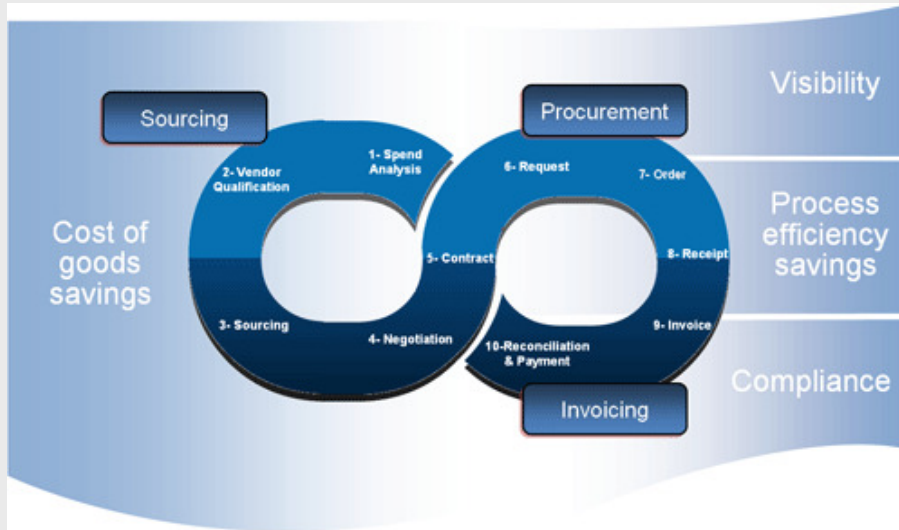 Sourcing
Procurement
Visibility
1- Spend
Analysis
2- Vendor
Qualification
6- Request
7- Order
Cost of
goods
savings
5- Contract
8- Receipt
Process
efficiency
savings
3- Sourcing
4- Negotiation
9- Invoice
10-Reconciliation
& Payment
Compliance
Invoicing